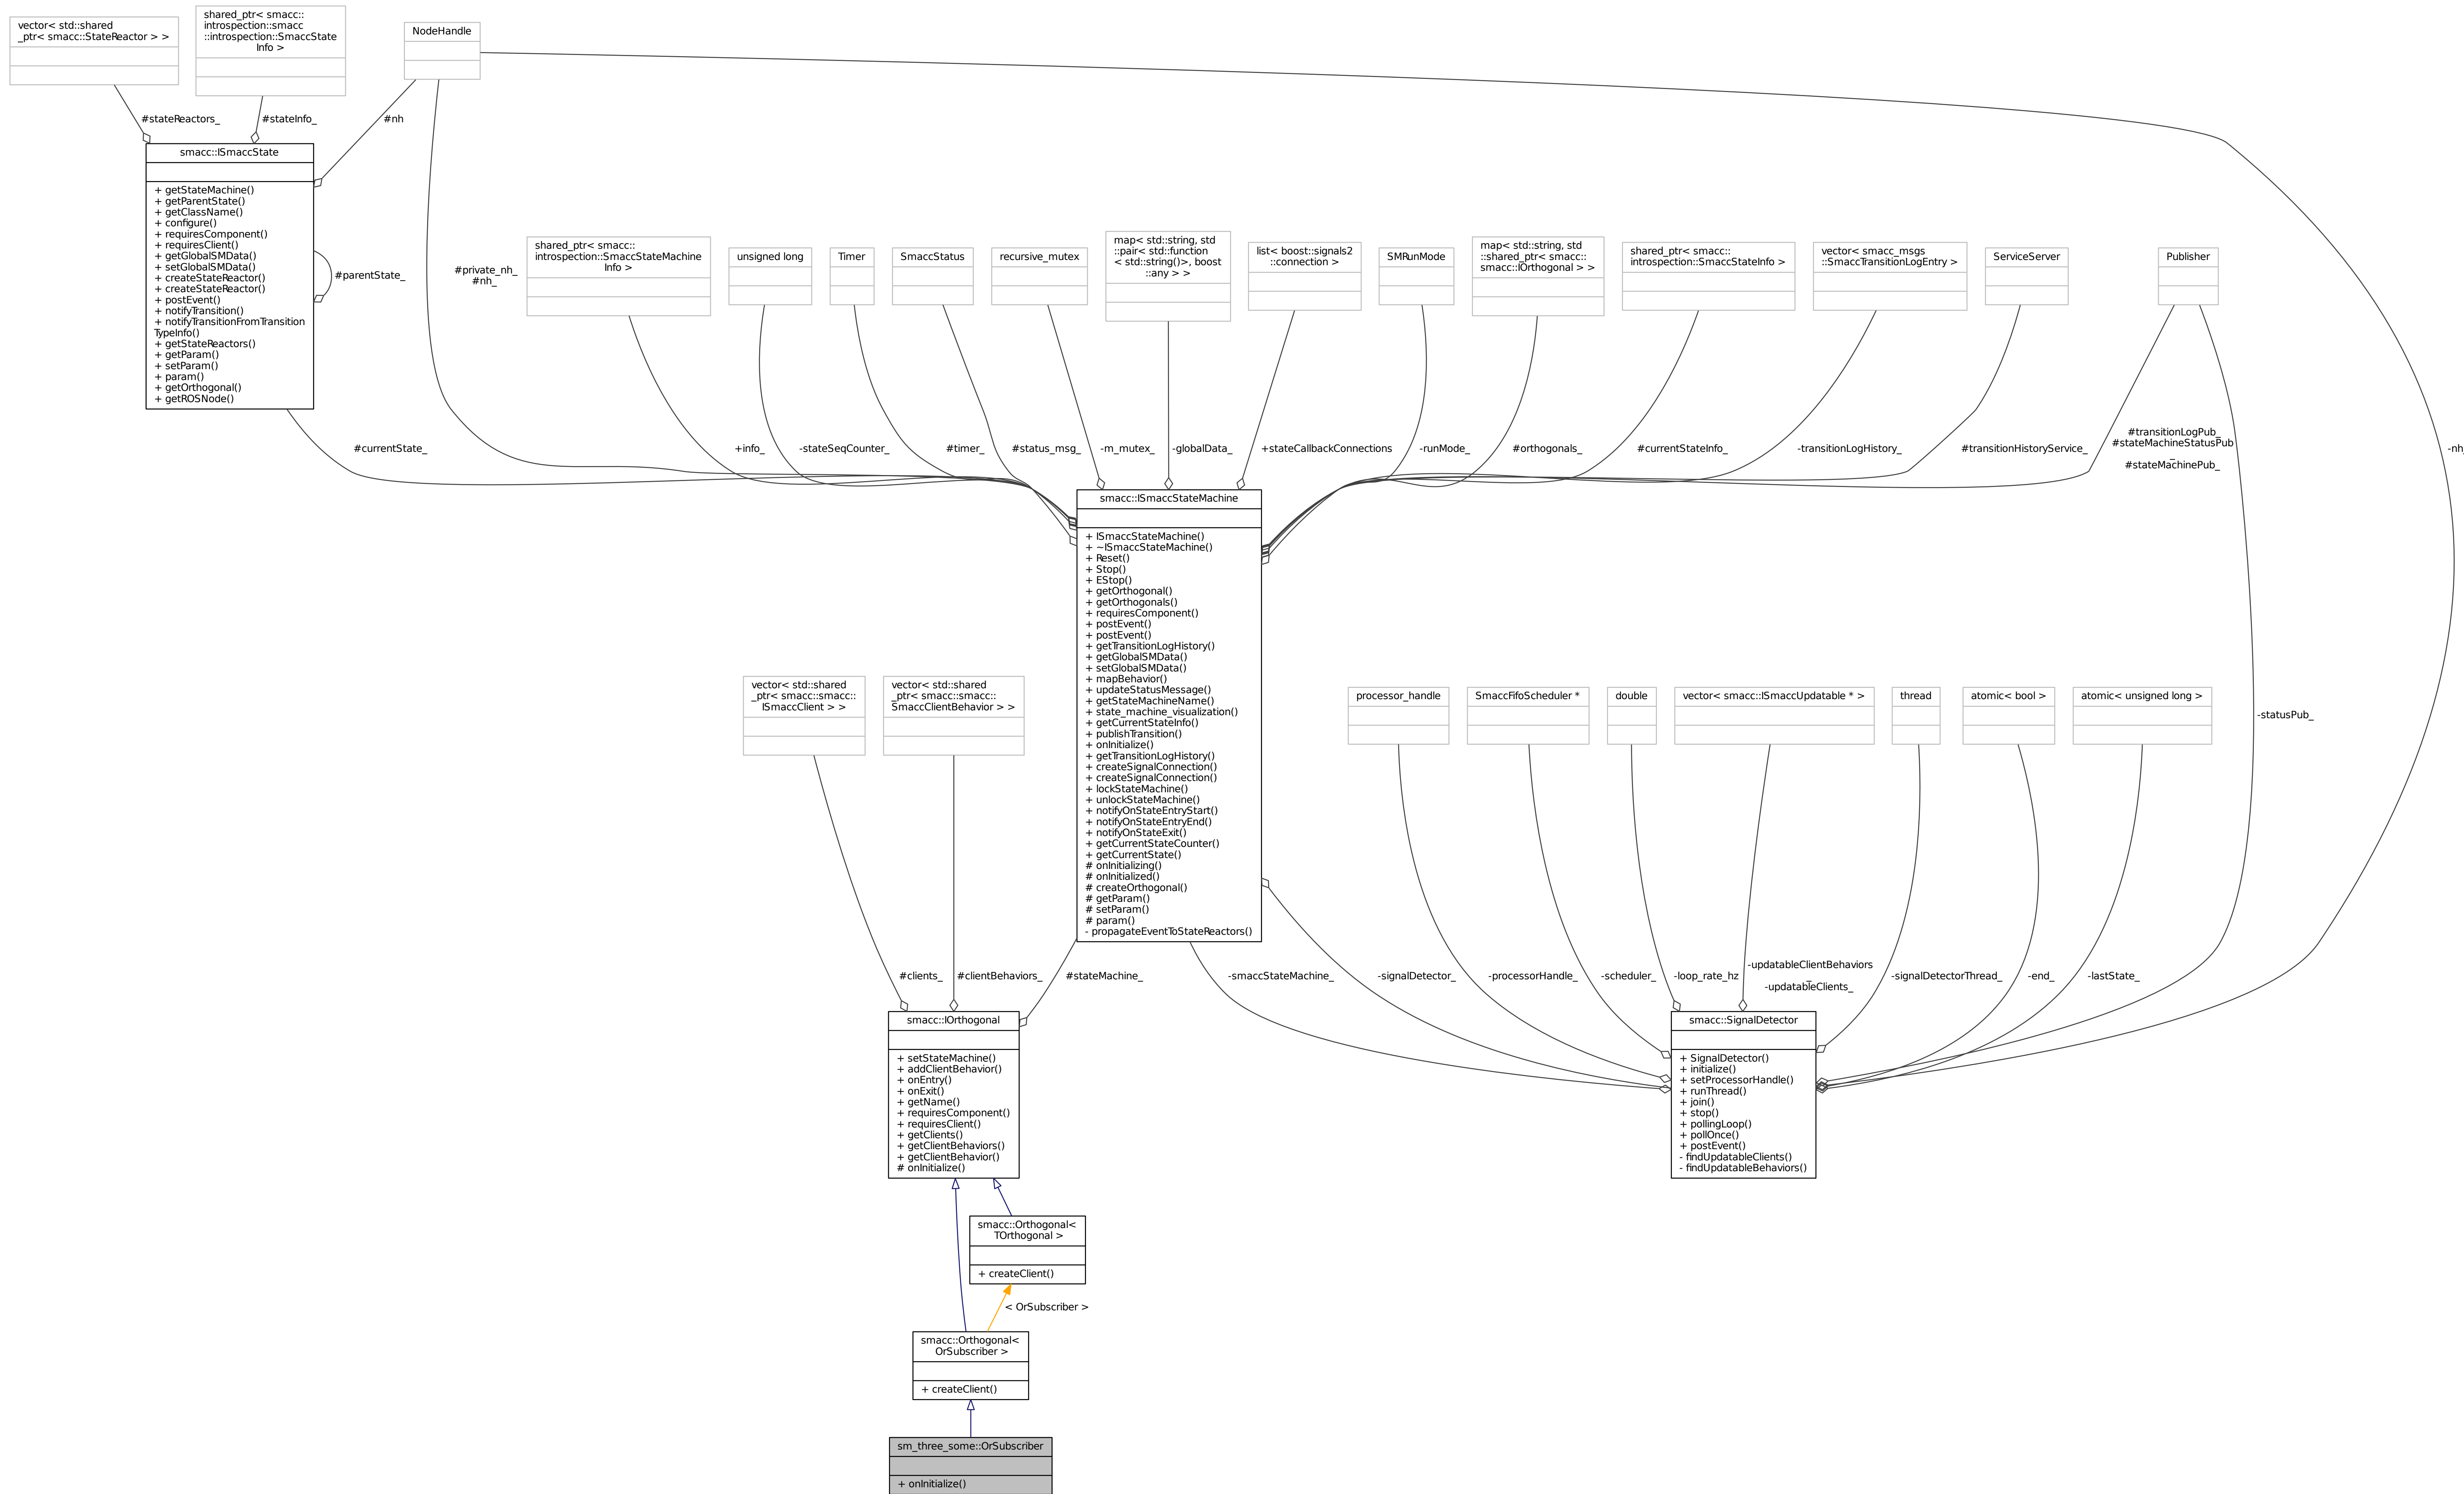 vector< std::shared
_ptr< smacc::StateReactor > >
shared_ptr< smacc::
introspection::smacc
::introspection::SmaccState
Info >
NodeHandle
#stateReactors_
#stateInfo_
#nh
smacc::ISmaccState
+ getStateMachine()
+ getParentState()
+ getClassName()
+ configure()
+ requiresComponent()
+ requiresClient()
+ getGlobalSMData()
+ setGlobalSMData()
+ createStateReactor()
+ createStateReactor()
+ postEvent()
+ notifyTransition()
+ notifyTransitionFromTransition
TypeInfo()
+ getStateReactors()
+ getParam()
+ setParam()
+ param()
+ getOrthogonal()
+ getROSNode()
#parentState_
#private_nh_
#nh_
shared_ptr< smacc::
introspection::SmaccStateMachine
Info >
unsigned long
Timer
SmaccStatus
recursive_mutex
map< std::string, std
::pair< std::function
< std::string()>, boost
::any > >
list< boost::signals2
::connection >
SMRunMode
map< std::string, std
::shared_ptr< smacc::
smacc::IOrthogonal > >
shared_ptr< smacc::
introspection::SmaccStateInfo >
vector< smacc_msgs
::SmaccTransitionLogEntry >
ServiceServer
Publisher
#currentState_
+info_
-stateSeqCounter_
#timer_
#status_msg_
-m_mutex_
-globalData_
+stateCallbackConnections
-runMode_
#orthogonals_
#currentStateInfo_
-transitionLogHistory_
#transitionHistoryService_
#transitionLogPub_
#stateMachineStatusPub
_
#stateMachinePub_
-nh_
smacc::ISmaccStateMachine
+ ISmaccStateMachine()
+ ~ISmaccStateMachine()
+ Reset()
+ Stop()
+ EStop()
+ getOrthogonal()
+ getOrthogonals()
+ requiresComponent()
+ postEvent()
+ postEvent()
+ getTransitionLogHistory()
+ getGlobalSMData()
+ setGlobalSMData()
+ mapBehavior()
+ updateStatusMessage()
+ getStateMachineName()
+ state_machine_visualization()
+ getCurrentStateInfo()
+ publishTransition()
+ onInitialize()
+ getTransitionLogHistory()
+ createSignalConnection()
+ createSignalConnection()
+ lockStateMachine()
+ unlockStateMachine()
+ notifyOnStateEntryStart()
+ notifyOnStateEntryEnd()
+ notifyOnStateExit()
+ getCurrentStateCounter()
+ getCurrentState()
# onInitializing()
# onInitialized()
# createOrthogonal()
# getParam()
# setParam()
# param()
- propagateEventToStateReactors()
vector< std::shared
_ptr< smacc::smacc::
ISmaccClient > >
vector< std::shared
_ptr< smacc::smacc::
SmaccClientBehavior > >
processor_handle
SmaccFifoScheduler *
double
vector< smacc::ISmaccUpdatable * >
thread
atomic< bool >
atomic< unsigned long >
-statusPub_
#clients_
#clientBehaviors_
#stateMachine_
-smaccStateMachine_
-signalDetector_
-processorHandle_
-scheduler_
-loop_rate_hz
-updatableClientBehaviors
_
-updatableClients_
-signalDetectorThread_
-end_
-lastState_
smacc::IOrthogonal
+ setStateMachine()
+ addClientBehavior()
+ onEntry()
+ onExit()
+ getName()
+ requiresComponent()
+ requiresClient()
+ getClients()
+ getClientBehaviors()
+ getClientBehavior()
# onInitialize()
smacc::SignalDetector
+ SignalDetector()
+ initialize()
+ setProcessorHandle()
+ runThread()
+ join()
+ stop()
+ pollingLoop()
+ pollOnce()
+ postEvent()
- findUpdatableClients()
- findUpdatableBehaviors()
smacc::Orthogonal<
TOrthogonal >
+ createClient()
< OrSubscriber >
smacc::Orthogonal<
OrSubscriber >
+ createClient()
sm_three_some::OrSubscriber
+ onInitialize()